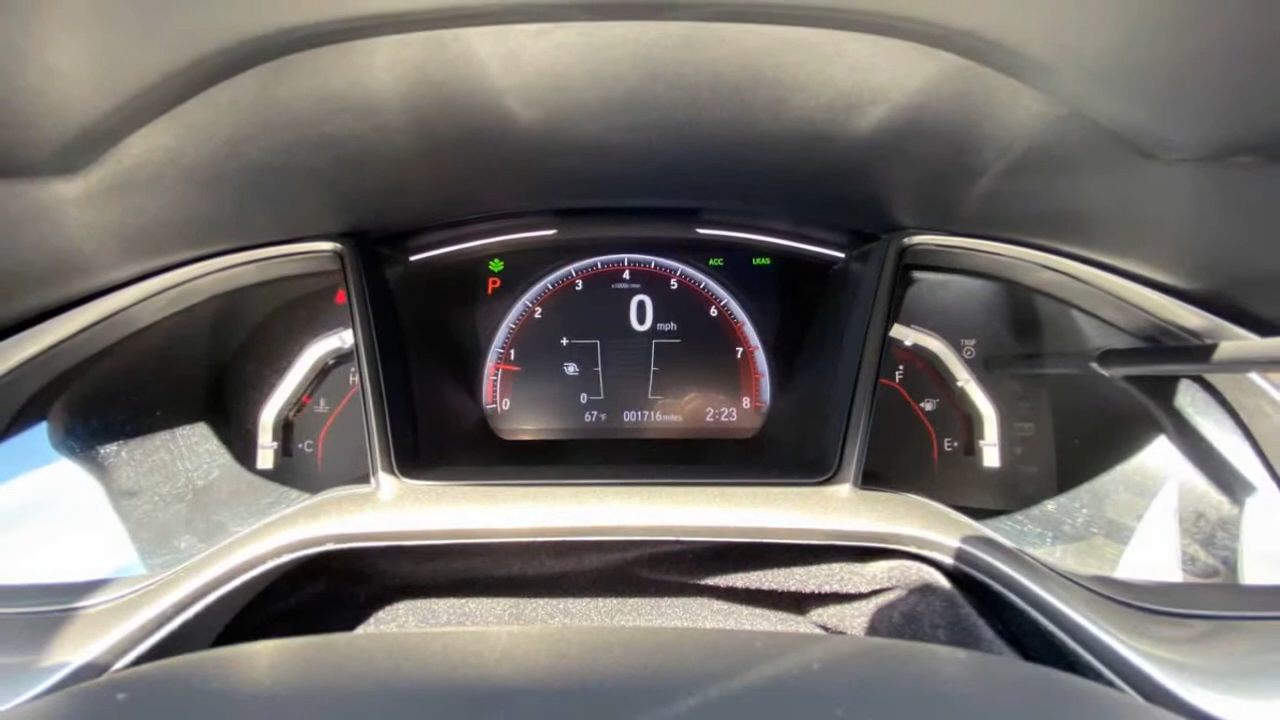 ACC LKAS
P
4
3 x1000r/min 5
2 6
0 mph
1 7
+
0
0 8
67°F 001716 miles 2:23
H
C
TRIP
F
E